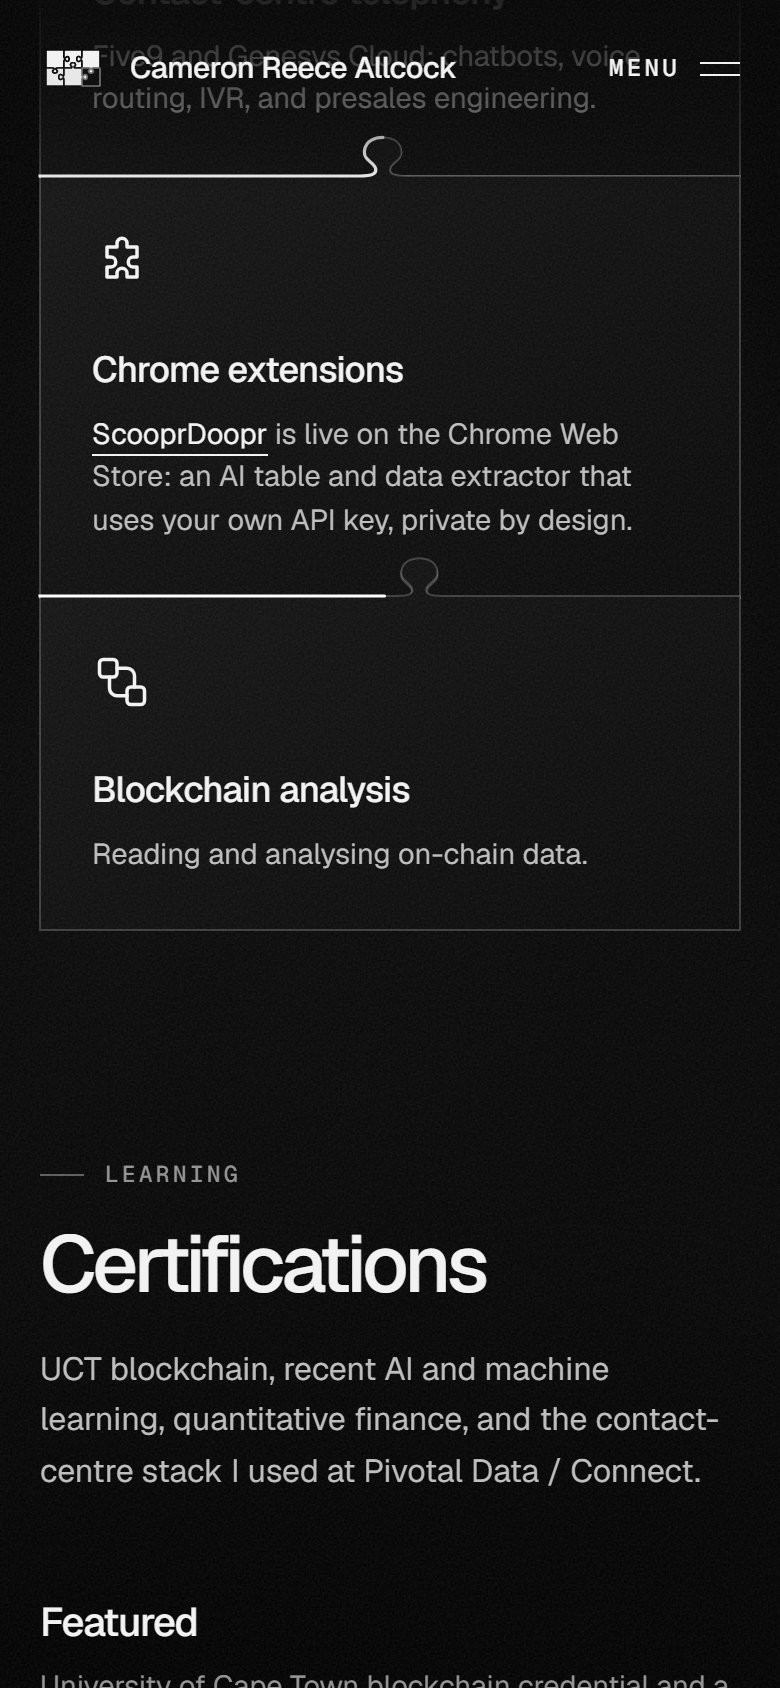 Contact-centre telephony
Five9 and Genesys Cloud: chatbots, voice
Cameron Reece Allcock
MENU
routing, IVR, and presales engineering.
Chrome extensions
ScooprDoopr is live on the Chrome Web
Store: an AI table and data extractor that
uses your own API key, private by design.
Blockchain analysis
Reading and analysing on-chain data.
LEARNING
Certifications
UCT blockchain, recent AI and machine
learning, quantitative finance, and the contact-
centre stack I used at Pivotal Data / Connect.
Featured
University of Cape Town blockchain credential and a